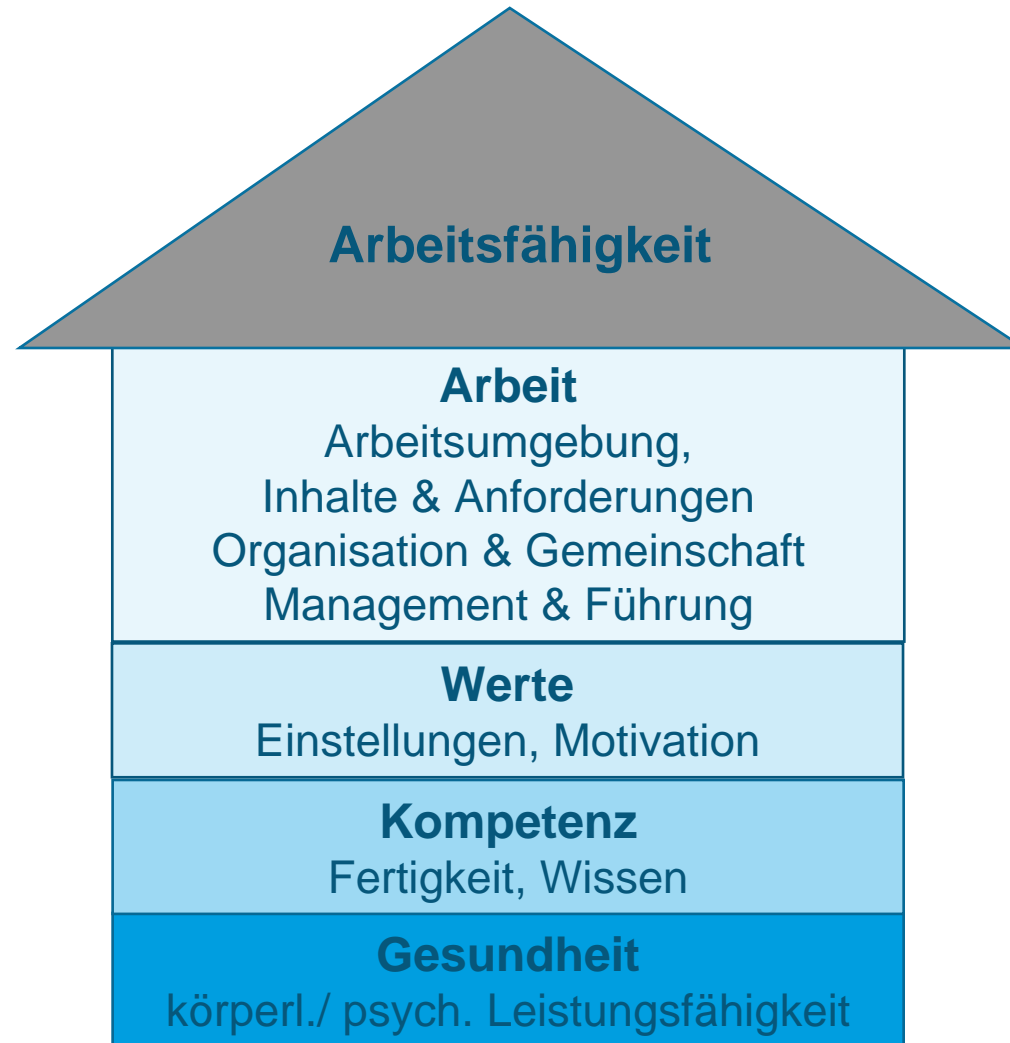 Arbeitsfähigkeit
Arbeit
Arbeitsumgebung,
Inhalte & Anforderungen
Organisation & Gemeinschaft
Management & Führung
Werte
Einstellungen, Motivation
Kompetenz
Fertigkeit, Wissen
Gesundheit
körperl./ psych. Leistungsfähigkeit